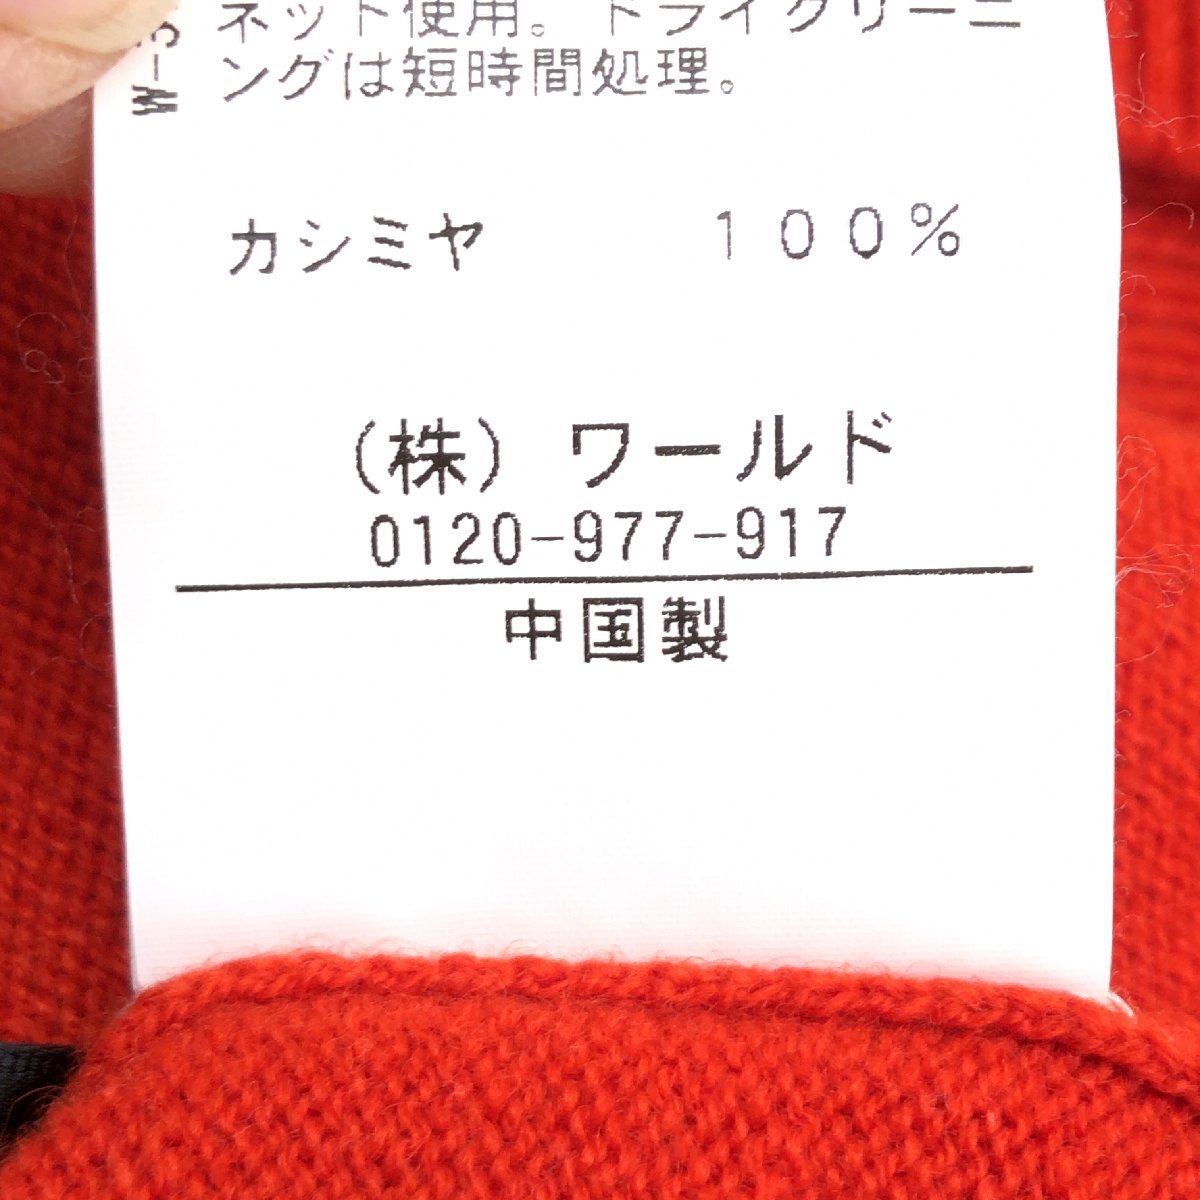 ネット使用。ドライクリーニ
ングは短時間処理。
カシミヤ １００％
（株）ワールド
0120-977-917
中国製